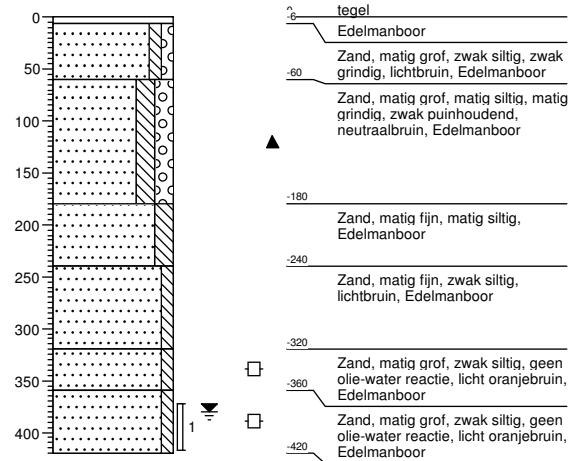 0
50
100
150
200
250
300
350
400
1
0
tegel
-6
Edelmanboor
Zand, matig grof, zwak siltig, zwak
grindig, lichtbruin, Edelmanboor
-60
Zand, matig grof, matig siltig, matig
grindig, zwak puinhoudend,
neutraalbruin, Edelmanboor
-180
Zand, matig fijn, matig siltig,
Edelmanboor
-240
Zand, matig fijn, zwak siltig,
lichtbruin, Edelmanboor
-320
Zand, matig grof, zwak siltig, geen
olie-water reactie, licht oranjebruin,
Edelmanboor
-360
Zand, matig grof, zwak siltig, geen
olie-water reactie, licht oranjebruin,
Edelmanboor
-420